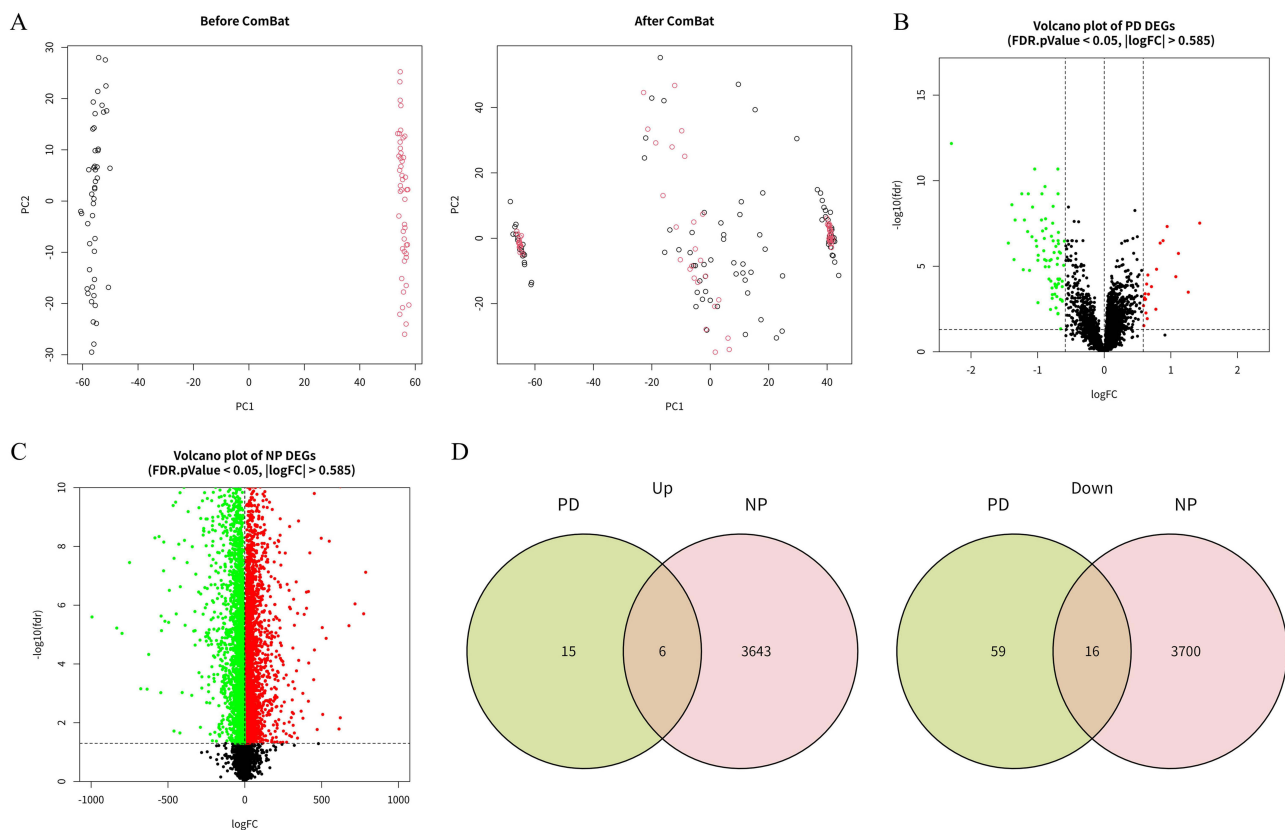 A
Before ComBat
30
20
10
0
-10
-20
-30
PC2
-60
-40
-20
0
20
40
60
PC1
After ComBat
40
20
0
-20
PC2
-60
-40
-20
0
20
40
PC1
B
Volcano plot of PD DEGs
(FDR.pValue < 0.05, |logFC| > 0.585)
15
10
5
0
-log10(fdr)
-2
-1
0
1
2
logFC
C
Volcano plot of NP DEGs
(FDR.pValue < 0.05, |logFC| > 0.585)
10
8
6
4
2
0
-log10(fdr)
-1000
-500
0
500
1000
logFC
D
Up
PD
NP
15
6
3643
Down
PD
NP
59
16
3700